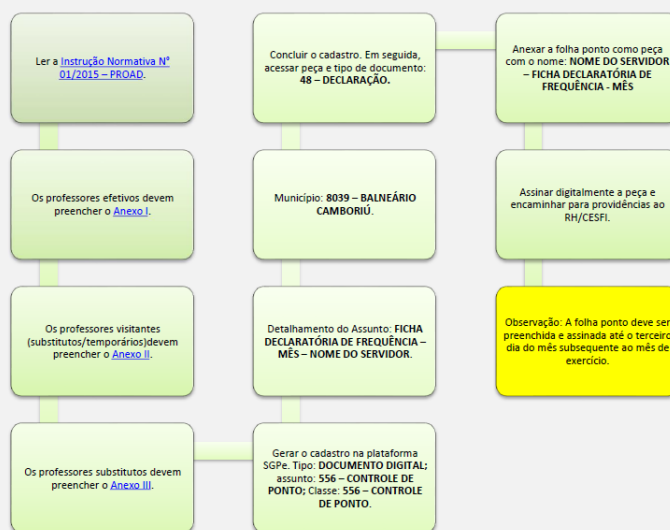 Ler a Instrução Normativa Nº
01/2015 – PROAD.
Os professores efetivos devem
preencher o Anexo I.
Os professores visitantes
(substitutos/temporários)devem
preencher o Anexo II.
Os professores substitutos devem
preencher o Anexo III.
Gerar o cadastro na plataforma
SGPe. Tipo: DOCUMENTO DIGITAL;
assunto: 556 – CONTROLE DE
PONTO; Classe: 556 – CONTROLE
DE PONTO.
Detalhamento do Assunto: FICHA
DECLARATÓRIA DE FREQUÊNCIA –
MÊS – NOME DO SERVIDOR.
Município: 8039 – BALNEÁRIO
CAMBORIÚ.
Concluir o cadastro. Em seguida,
acessar peça e tipo de documento:
48 – DECLARAÇÃO.
Anexar a folha ponto como peça
com o nome: NOME DO SERVIDOR
– FICHA DECLARATÓRIA DE
FREQUÊNCIA - MÊS
Assinar digitalmente a peça e
encaminhar para providências ao
RH/CESFI.
Observação: A folha ponto deve ser
preenchida e assinada até o terceiro
dia do mês subsequente ao mês de
exercício.